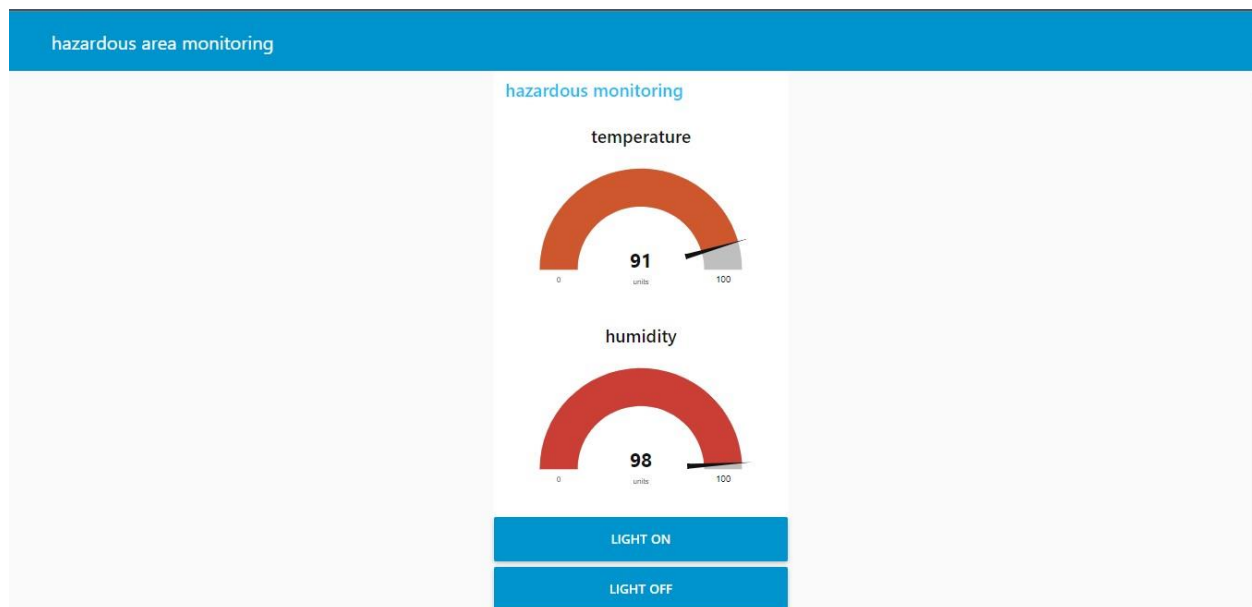 hazardous area monitoring
hazardous monitoring
temperature
91
units
0
100
humidity
98
units
0
100
LIGHT ON
LIGHT OFF